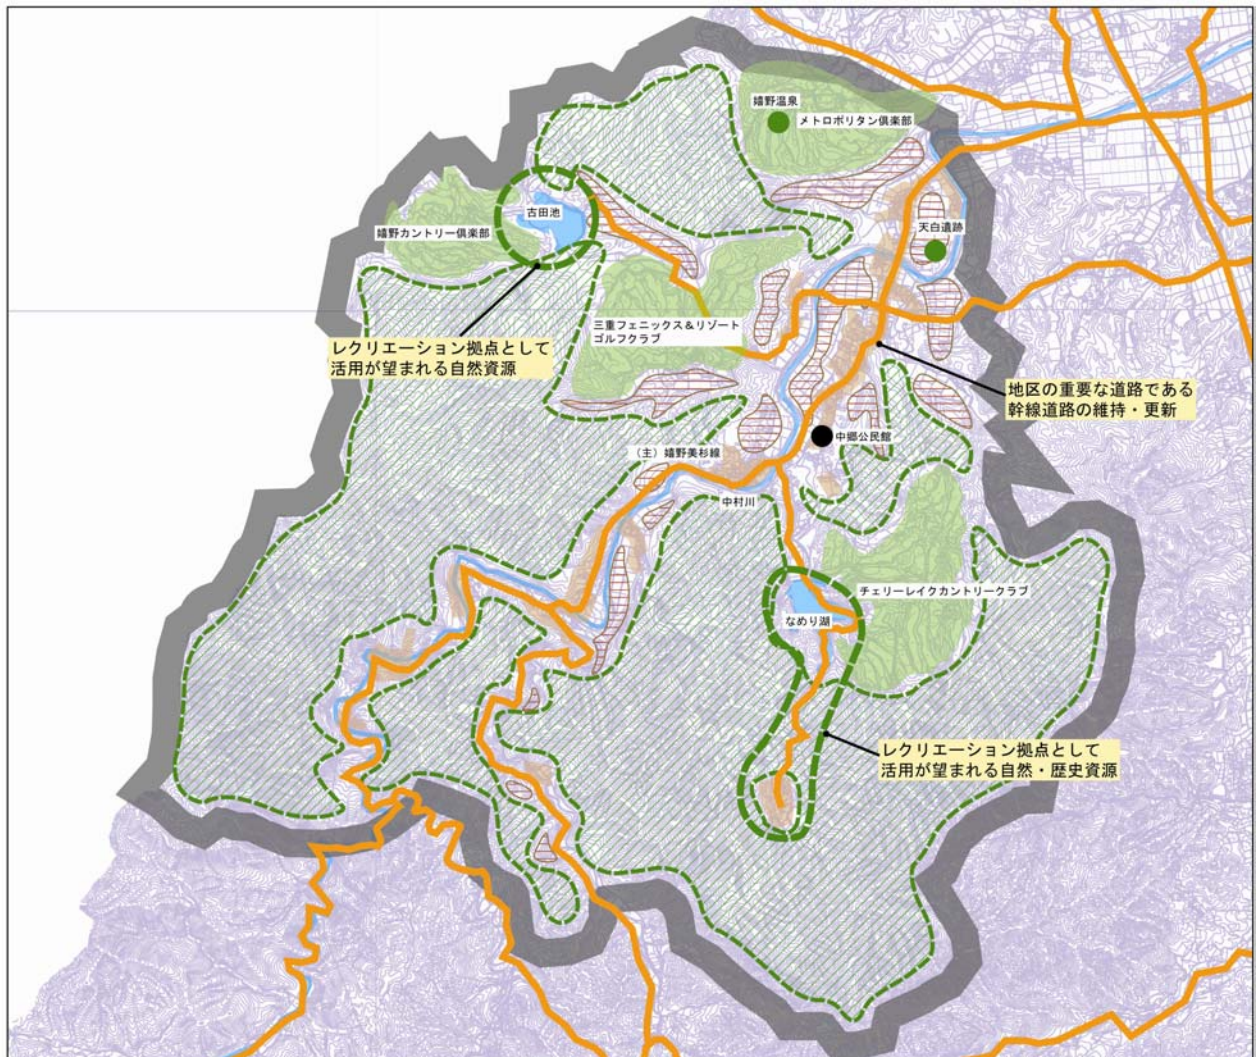 嬉野温泉
メトロポリタン倶楽部
古田池
嬉野カントリー倶楽部
天白遺跡
三重フェニックス＆リゾート
ゴルフクラブ
レクリエーション拠点として
活用が望まれる自然資源
地区の重要な道路である
幹線道路の維持・更新
中郷公民館
（主）嬉野美杉線
中村川
チェリーレイクカントリークラブ
なめり湖
レクリエーション拠点として
活用が望まれる自然・歴史資源